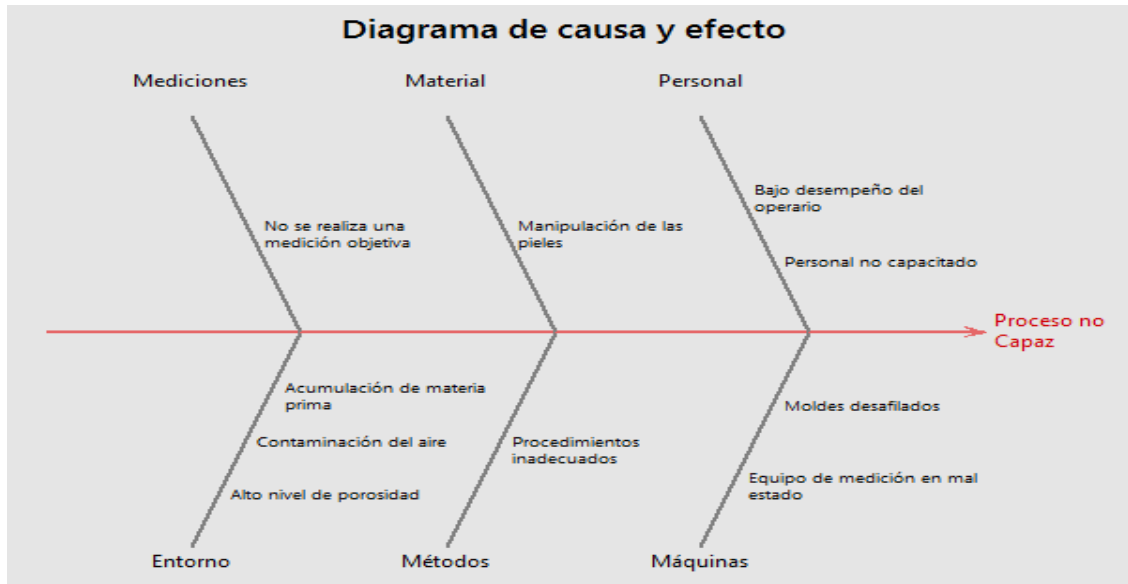 Diagrama de causa y efecto
Mediciones
Material
Personal
Bajo desempeño del
operario
No se realiza una
medición objetiva
Manipulación de las
pieles
Personal no capacitado
Proceso no
Capaz
Acumulación de materia
prima
Moldes desafilados
Contaminación del aire
Procedimientos
inadecuados
Alto nivel de porosidad
Equipo de medición en mal
estado
Entorno
Métodos
Máquinas